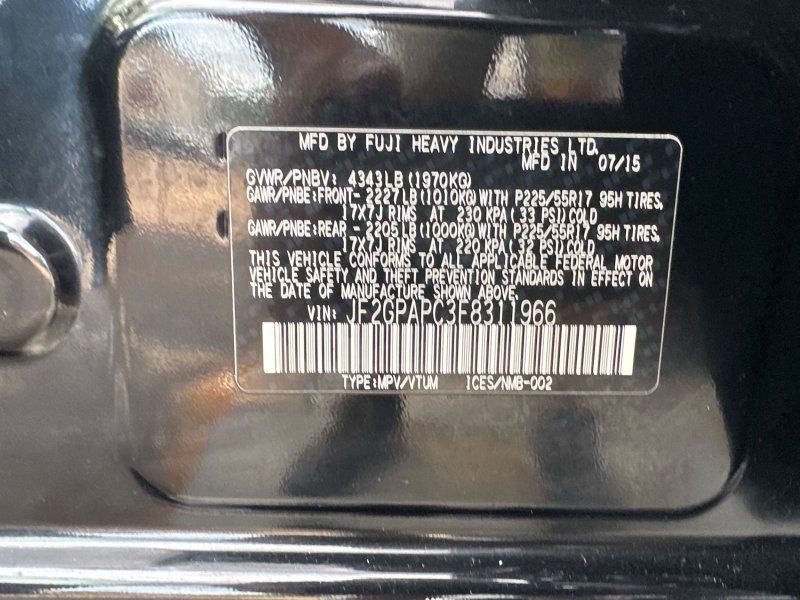 MFD BY FUJI HEAVY INDUSTRIES LTD.
MFD IN 07/15
GVWR/PNBV: 4343LB(1970KG)
GAWR/PNBE:FRONT- 2227LB(1010KG)WITH P225/55R17 95H TIRES,
17X7J RIMS AT 230 KPA(33 PSI)COLD
GAWR/PNBE:REAR - 2205LB(1000KG)WITH P225/55R17 95H TIRES,
17X7J RIMS AT 220 KPA(32 PSI)COLD
THIS VEHICLE CONFORMS TO ALL APPLICABLE FEDERAL MOTOR
VEHICLE SAFETY AND THEFT PREVENTION STANDARDS IN EFFECT ON
THE DATE OF MANUFACTURE SHOWN ABOVE.
VIN: JF2GPAPC3F8311966
TYPE:MPV/VTUM ICES/NMB-002